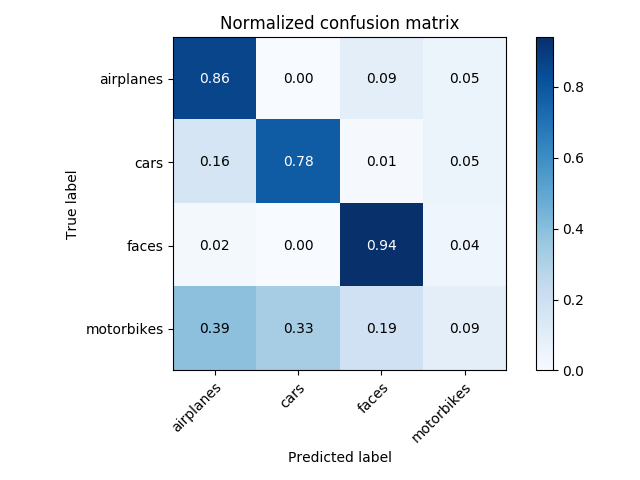 Normalized confusion matrix
True label
airplanes 0.86 0.00 0.09 0.05
cars 0.16 0.78 0.01 0.05
faces 0.02 0.00 0.94 0.04
motorbikes 0.39 0.33 0.19 0.09
airplanes cars faces motorbikes
Predicted label
0.8
0.6
0.4
0.2
0.0